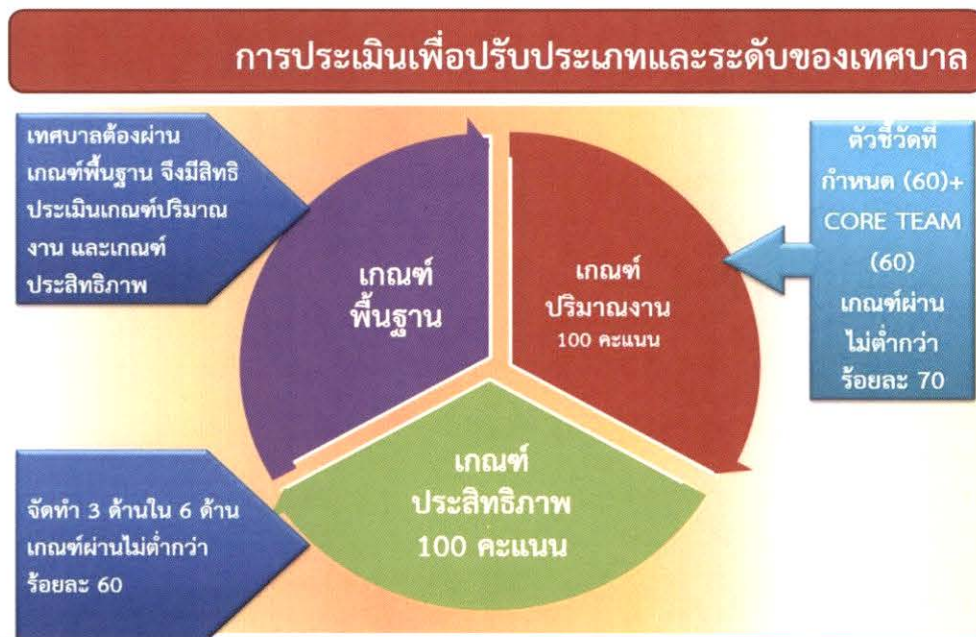 การประเมินเพื่อปรับประเภทและระดับของเทศบาล
เทศบาลต้องผ่าน
เกณฑ์พื้นฐาน จึงมีสิทธิ
ประเมินเกณฑ์ปริมาณ
งาน และเกณฑ์
ประสิทธิภาพ
เกณฑ์
พื้นฐาน
เกณฑ์
ปริมาณงาน
100 คะแนน
ตัวชี้วัดที่
กำหนด (60)+
CORE TEAM
(60)
เกณฑ์ผ่าน
ไม่ต่ำกว่า
ร้อยละ 70
เกณฑ์
ประสิทธิภาพ
100 คะแนน
จัดทำ 3 ด้านใน 6 ด้าน
เกณฑ์ผ่านไม่ต่ำกว่า
ร้อยละ 60